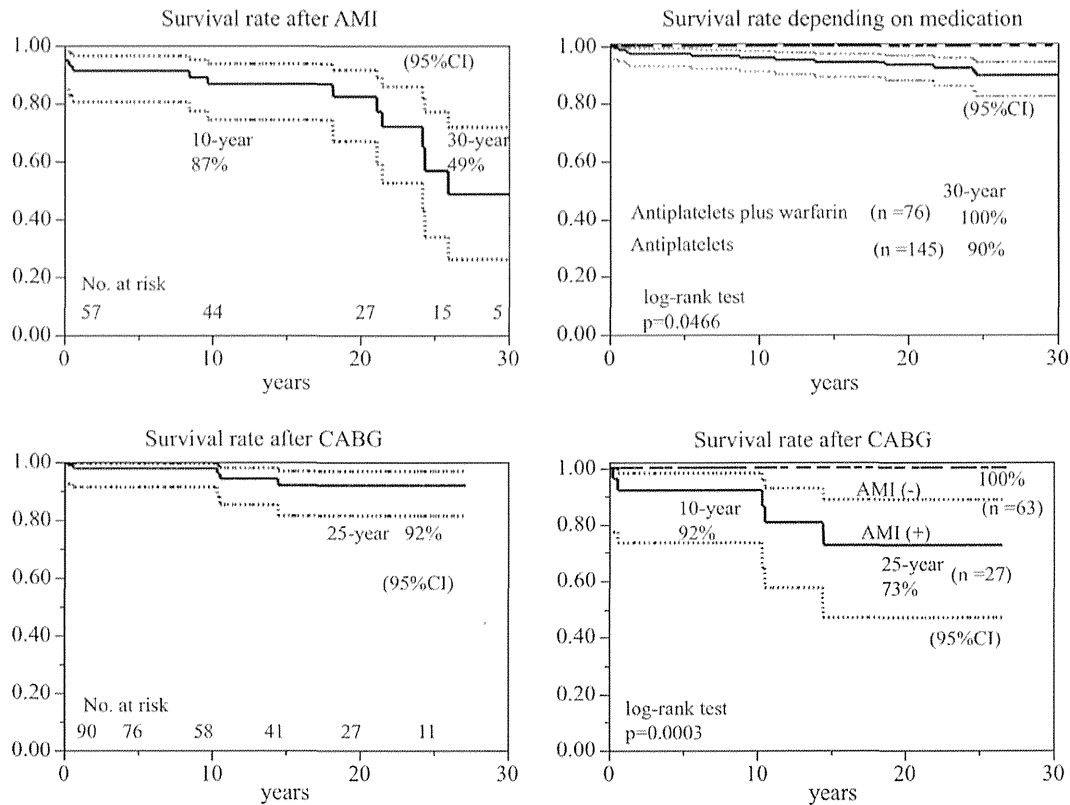 Survival rate after AMI
1.00
0.80
0.60
0.40
0.20
0.00
(95%CI)
10-year
87%
30-year
49%
No. at risk
57 44 27 15 5
0 10 20 30
years
Survival rate depending on medication
1.00
0.80
0.60
0.40
0.20
0.00
(95%CI)
30-year
Antiplatelets plus warfarin (n =76) 100%
Antiplatelets (n =145) 90%
log-rank test
p=0.0466
0 10 20 30
years
Survival rate after CABG
1.00
0.80
0.60
0.40
0.20
0.00
25-year 92%
(95%CI)
No. at risk
90 76 58 41 27 11
0 10 20 30
years
Survival rate after CABG
1.00
0.80
0.60
0.40
0.20
0.00
100%
AMI (-)
(n =63)
10-year
92%
AMI (+)
25-year
73%
(n =27)
(95%CI)
log-rank test
p=0.0003
0 10 20 30
years